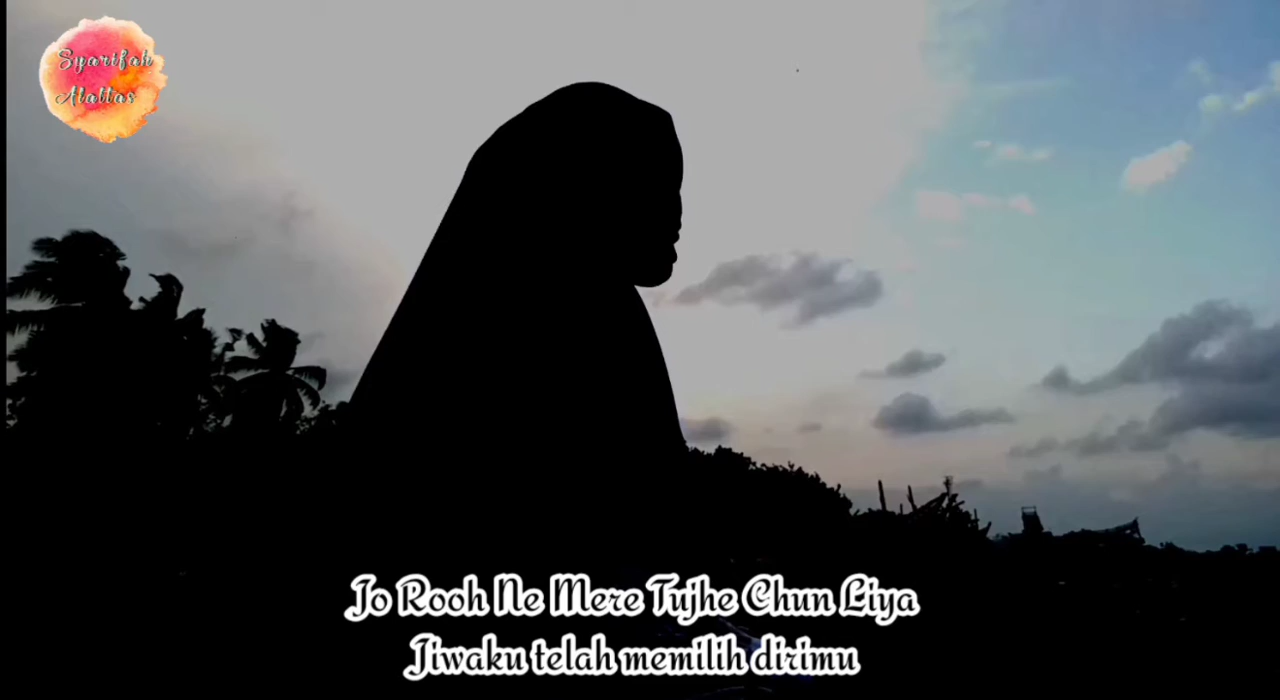 Syarifah
Alattas
Jo Rooh Ne Mere Tujhe Chun Liya
Jiwaku telah memilih dirimu